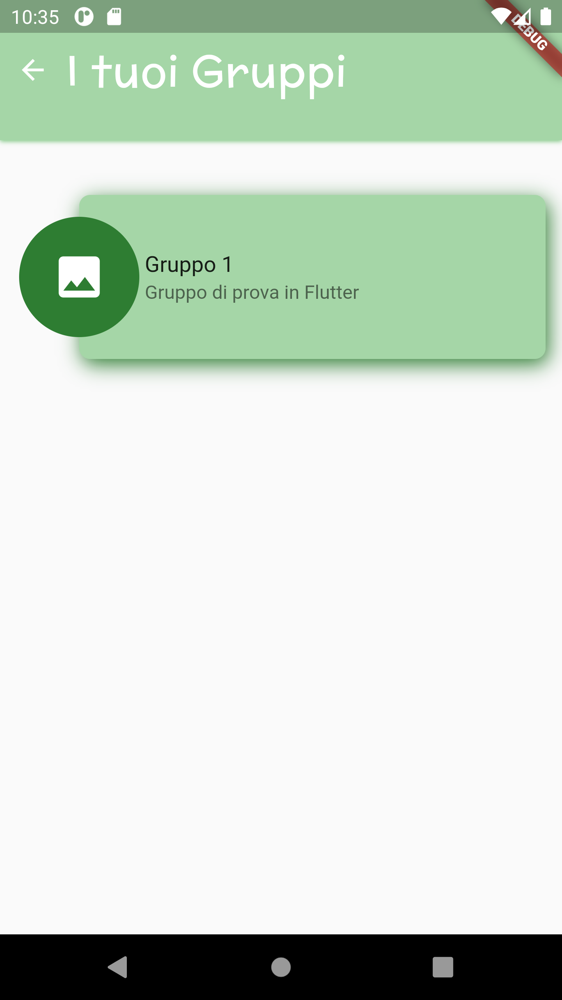 10:35
DEBUG
I tuoi Gruppi
Gruppo 1
Gruppo di prova in Flutter